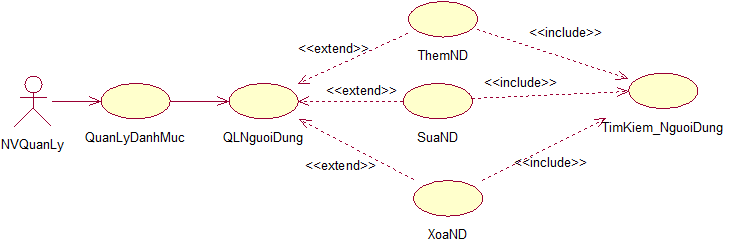 <<include>>
<<extend>>
ThemND
<<include>>
<<extend>>
NVQuanLy
QuanLyDanhMuc
QLNguoiDung
SuaND
TimKiem_NguoiDung
<<extend>>
<<include>>
XoaND